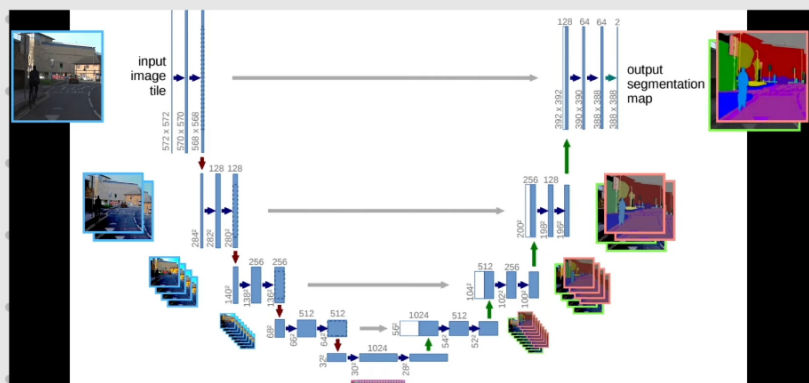 128 64 64 2
input
image
tile
output
segmentation
map
572 x 572
570 x 570
568 x 568
392 x 392
390 x 390
388 x 388
388 x 388
128 128
256 128
284²
282²
280²
200²
198²
196²
256 256
512 256
140²
138²
136²
104²
102²
100²
512 512
1024 512
68²
66²
64²
56²
54²
52²
1024
32²
30²
28²